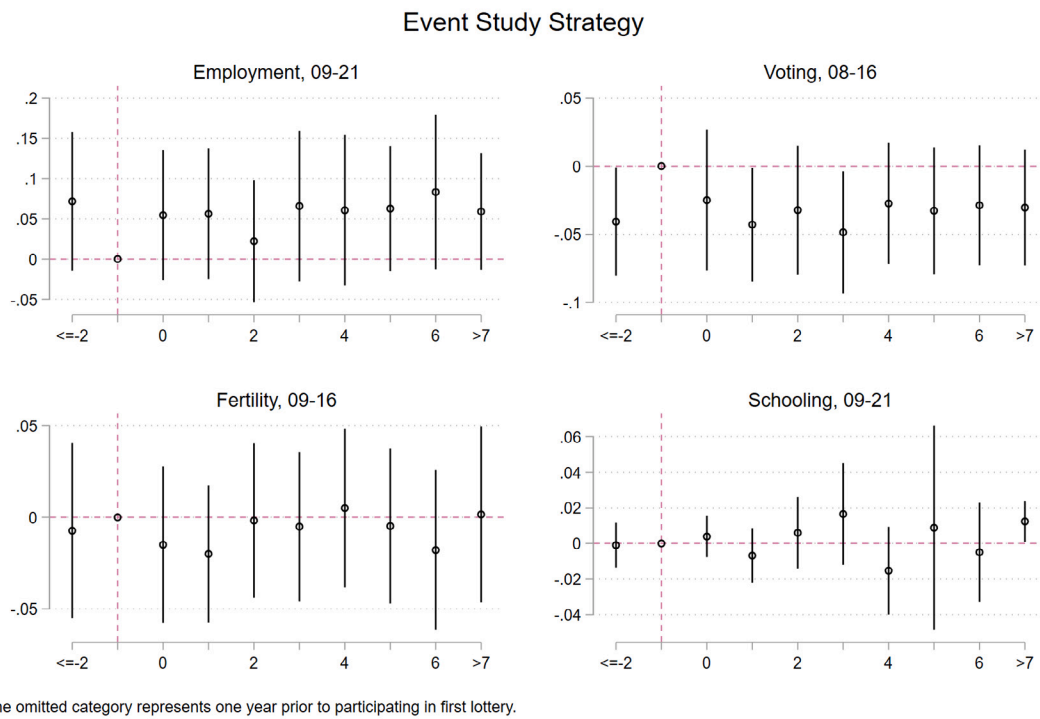 Event Study Strategy
Employment, 09-21
.2
.15
.1
.05
0
-.05
<=-2 0 2 4 6 >7
Voting, 08-16
.05
0
-.05
-.1
<=-2 0 2 4 6 >7
Fertility, 09-16
.05
0
-.05
<=-2 0 2 4 6 >7
Schooling, 09-21
.06
.04
.02
0
-.02
-.04
<=-2 0 2 4 6 >7
omitted category represents one year prior to participating in first lottery.